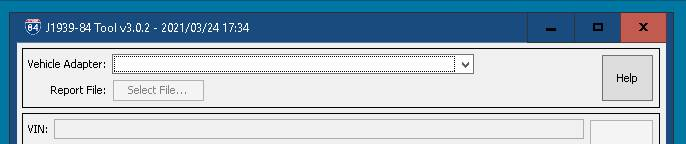 84 J1939-84 Tool v3.0.2 - 2021/03/24 17:34
Vehicle Adapter:
Help
Report File: Select File...
VIN: